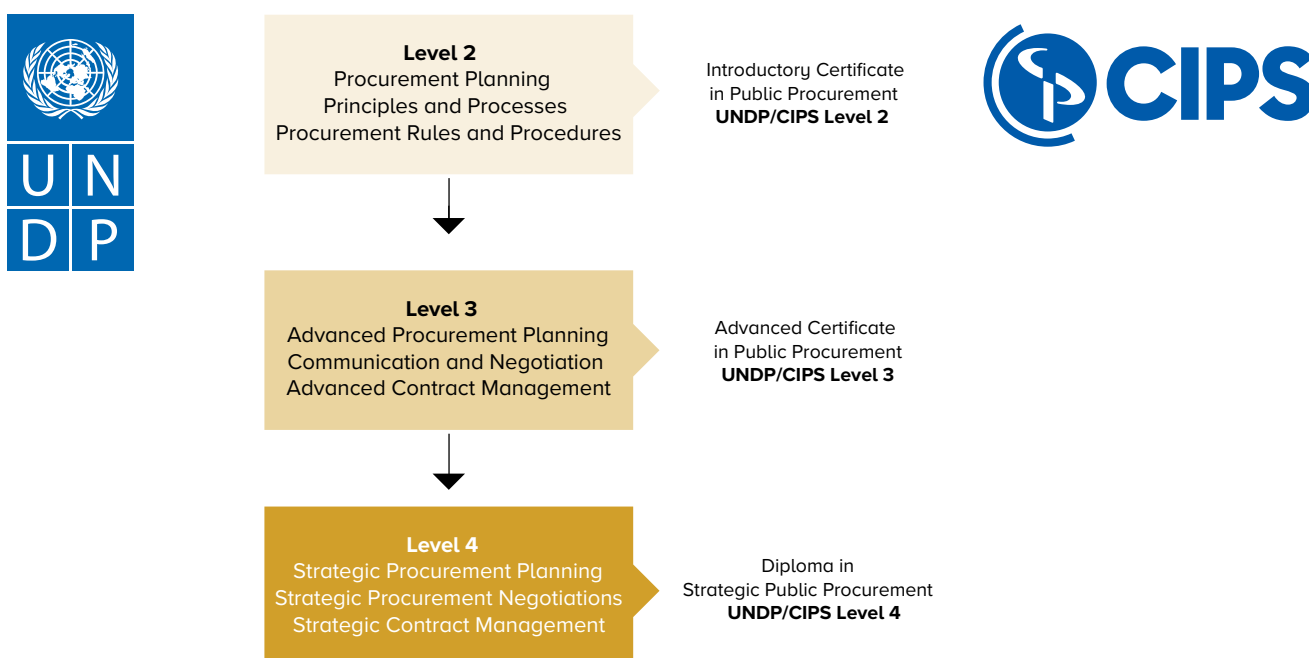 UN
DP
Level 2
Procurement Planning
Principles and Processes
Procurement Rules and Procedures
Introductory Certificate
in Public Procurement
UNDP/CIPS Level 2
CIPS
Level 3
Advanced Procurement Planning
Communication and Negotiation
Advanced Contract Management
Advanced Certificate
in Public Procurement
UNDP/CIPS Level 3
Level 4
Strategic Procurement Planning
Strategic Procurement Negotiations
Strategic Contract Management
Diploma in
Strategic Public Procurement
UNDP/CIPS Level 4